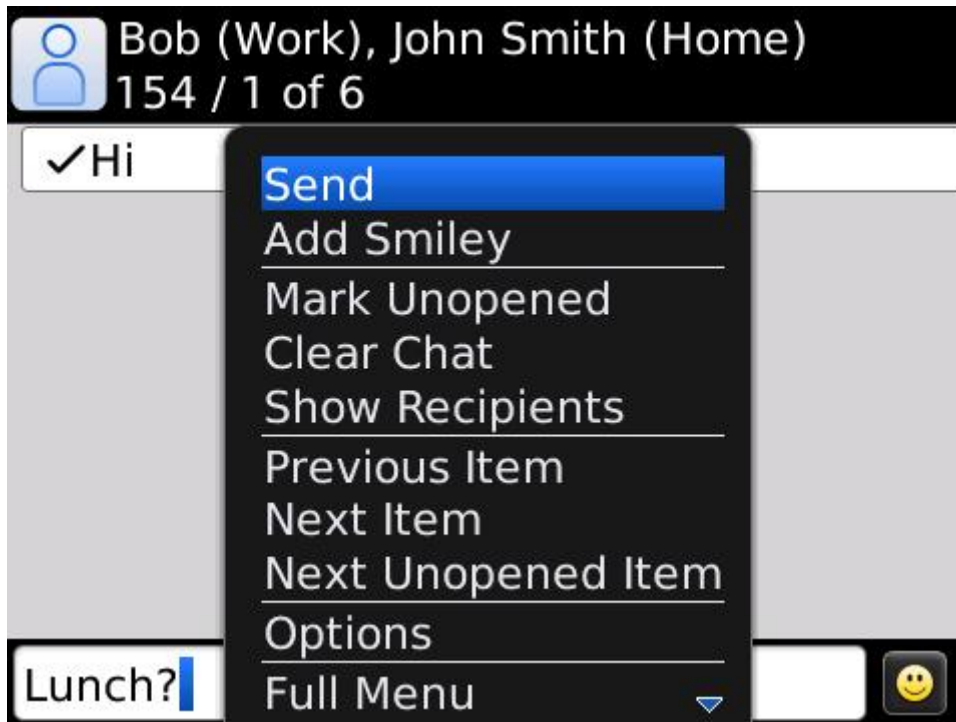 Bob (Work), John Smith (Home)
154 / 1 of 6
✓Hi
Send
Add Smiley
Mark Unopened
Clear Chat
Show Recipients
Previous Item
Next Item
Next Unopened Item
Options
Full Menu
Lunch?